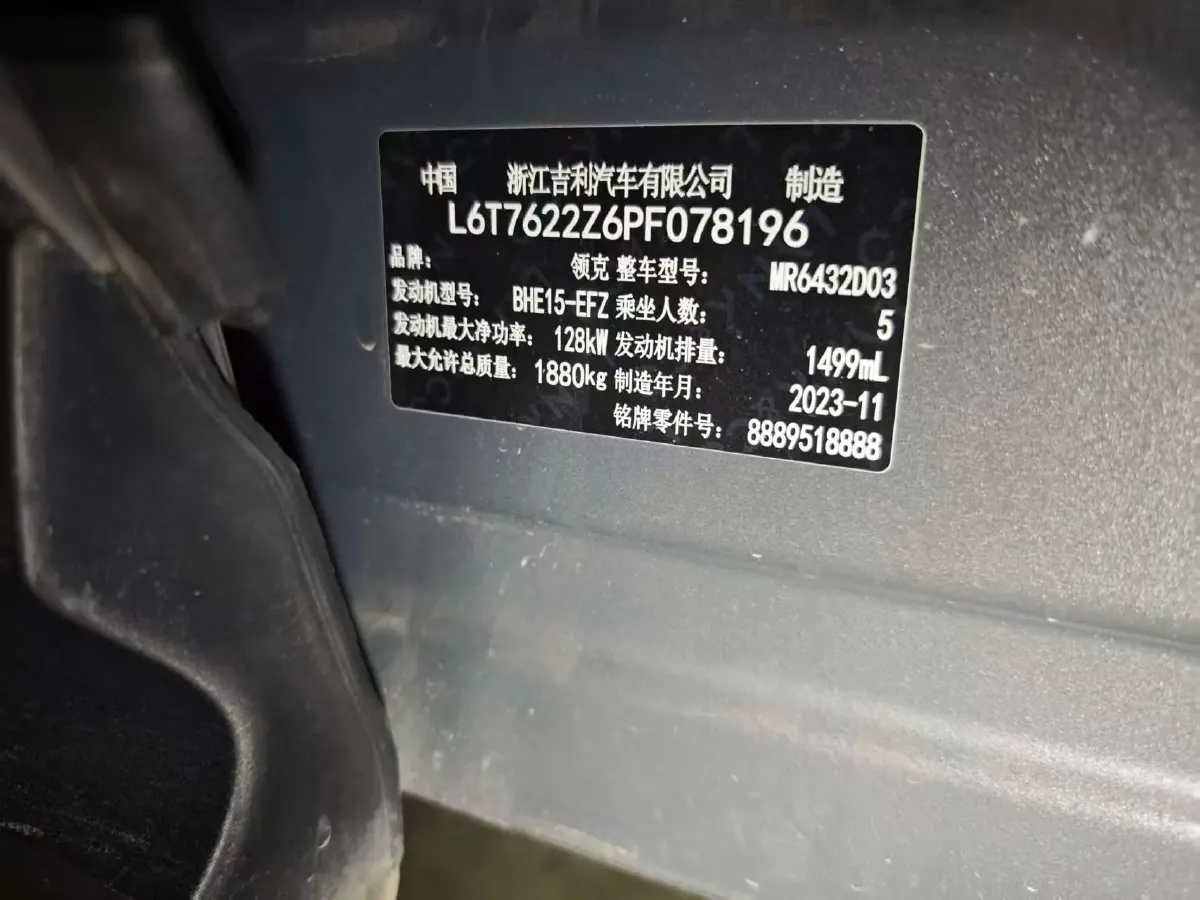 中国 浙江吉利汽车有限公司 制造
L6T7622Z6PF078196
品牌： 领克 整车型号： MR6432D03
发动机型号： BHE15-EFZ 乘坐人数： 5
发动机最大净功率： 128kW 发动机排量： 1499mL
最大允许总质量： 1880kg 制造年月： 2023-11
铭牌零件号： 8889518888